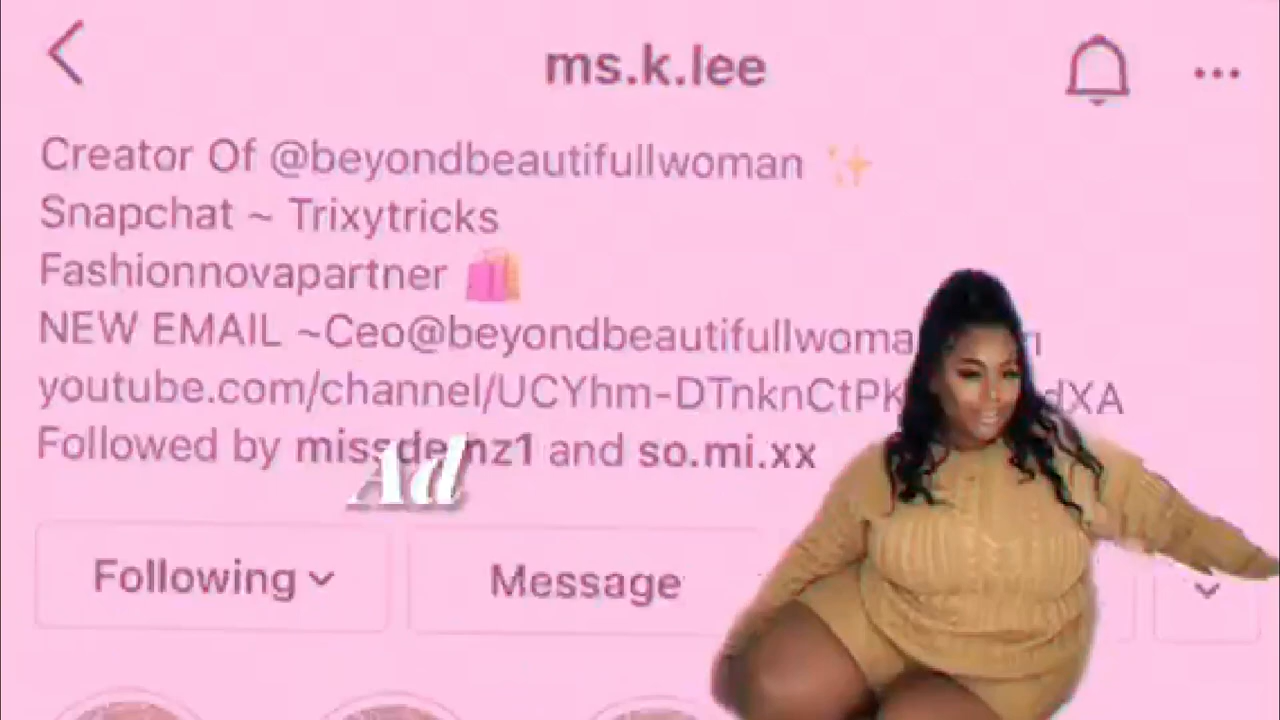 ms.k.lee
Creator Of @beyondbeautifullwoman ✨
Snapchat ~ Trixytricks
Fashionnovapartner 🛍️
NEW EMAIL ~Ceo@beyondbeautifullwoma
youtube.com/channel/UCYhm-DTnknCtPK dXA
Followed by and so.mi.xx
Ad
Following
Message